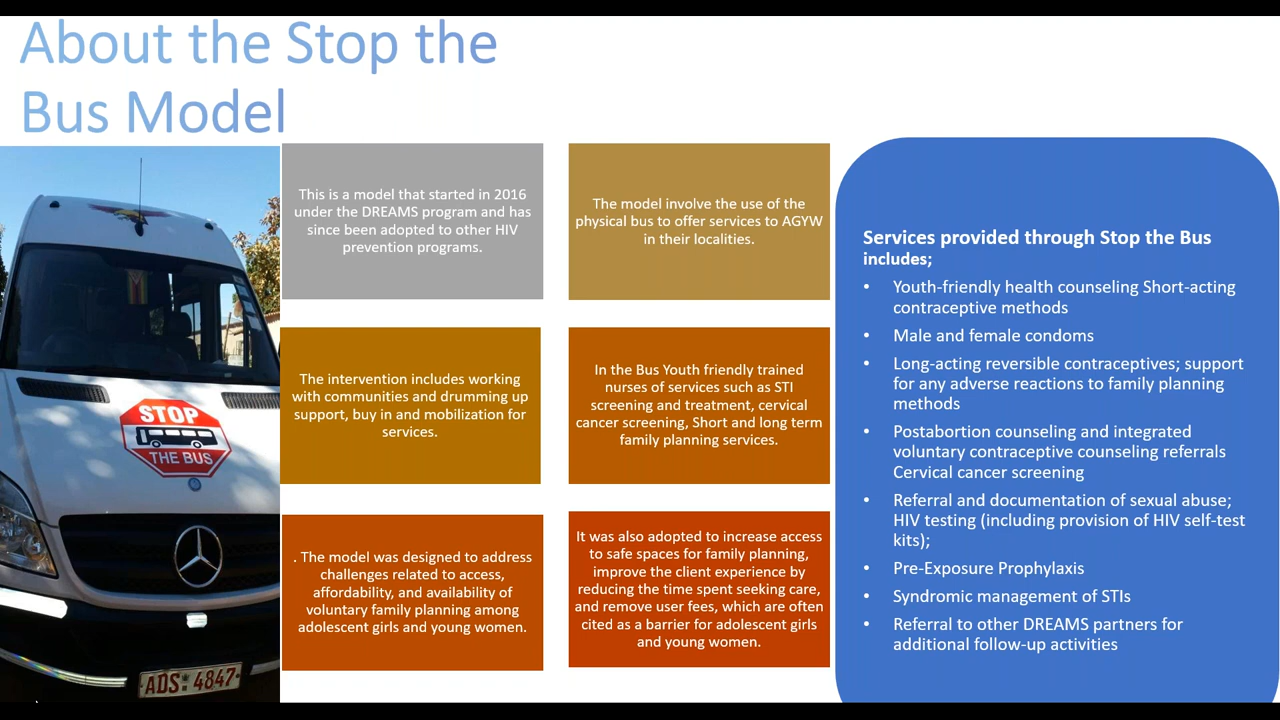 About the Stop the
Bus Model
STOP
THE BUS
ADS 4847
This is a model that started in 2016
under the DREAMS program and has
since been adopted to other HIV
prevention programs.
The model involve the use of the
physical bus to offer services to AGYW
in their localities.
The intervention includes working
with communities and drumming up
support, buy in and mobilization for
services.
In the Bus Youth friendly trained
nurses of services such as STI
screening and treatment, cervical
cancer screening, Short and long term
family planning services.
. The model was designed to address
challenges related to access,
affordability, and availability of
voluntary family planning among
adolescent girls and young women.
It was also adopted to increase access
to safe spaces for family planning,
improve the client experience by
reducing the time spent seeking care,
and remove user fees, which are often
cited as a barrier for adolescent girls
and young women.
Services provided through Stop the Bus
includes;
• Youth-friendly health counseling Short-acting
contraceptive methods
• Male and female condoms
• Long-acting reversible contraceptives; support
for any adverse reactions to family planning
methods
• Postabortion counseling and integrated
voluntary contraceptive counseling referrals
Cervical cancer screening
• Referral and documentation of sexual abuse;
HIV testing (including provision of HIV self-test
kits);
• Pre-Exposure Prophylaxis
• Syndromic management of STIs
• Referral to other DREAMS partners for
additional follow-up activities